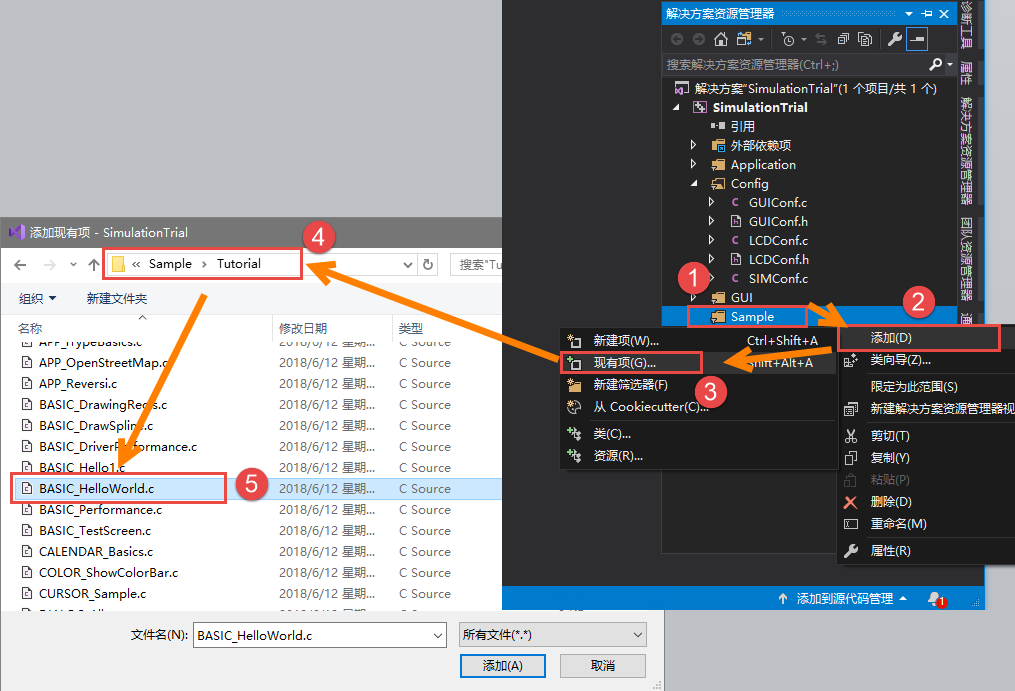 解决方案资源管理器
搜索解决方案资源管理器(Ctrl+;)
解决方案"SimulationTrial"(1 个项目/共 1 个)
SimulationTrial
引用
外部依赖项
Application
Config
GUIConf.c
GUIConf.h
LCDConf.c
LCDConf.h
SIMConf.c
GUI
Sample
1
2
3
4
5
诊断工具
属性
解决方案资源管理器
团队资源管理器
通
添加(D)
类向导(Z)...
限定为此范围(S)
新建解决方案资源管理器视
剪切(T)
复制(Y)
粘贴(P)
删除(D)
重命名(M)
属性(R)
新建项(W)... Ctrl+Shift+A
现有项(G)... Shift+Alt+A
新建筛选器(F)
从 Cookiecutter(C)...
类(C)...
资源(R)...
添加到源代码管理
1
添加现有项 - SimulationTrial
« Sample › Tutorial
搜索"Tu
组织 新建文件夹
名称 修改日期 类型
APP_TypeBasics.c 2018/6/12 星期... C Source
APP_OpenStreetMap.c 2018/6/12 星期... C Source
APP_Reversi.c 2018/6/12 星期... C Source
BASIC_DrawingRects.c 2018/6/12 星期... C Source
BASIC_DrawSpline.c 2018/6/12 星期... C Source
BASIC_DriverPerformance.c 2018/6/12 星期... C Source
BASIC_Hello1.c 2018/6/12 星期... C Source
BASIC_HelloWorld.c 2018/6/12 星期... C Source
BASIC_Performance.c 2018/6/12 星期... C Source
BASIC_TestScreen.c 2018/6/12 星期... C Source
CALENDAR_Basics.c 2018/6/12 星期... C Source
COLOR_ShowColorBar.c 2018/6/12 星期... C Source
CURSOR_Sample.c 2018/6/12 星期... C Source
文件名(N): BASIC_HelloWorld.c 所有文件(*.*)
添加(A) 取消